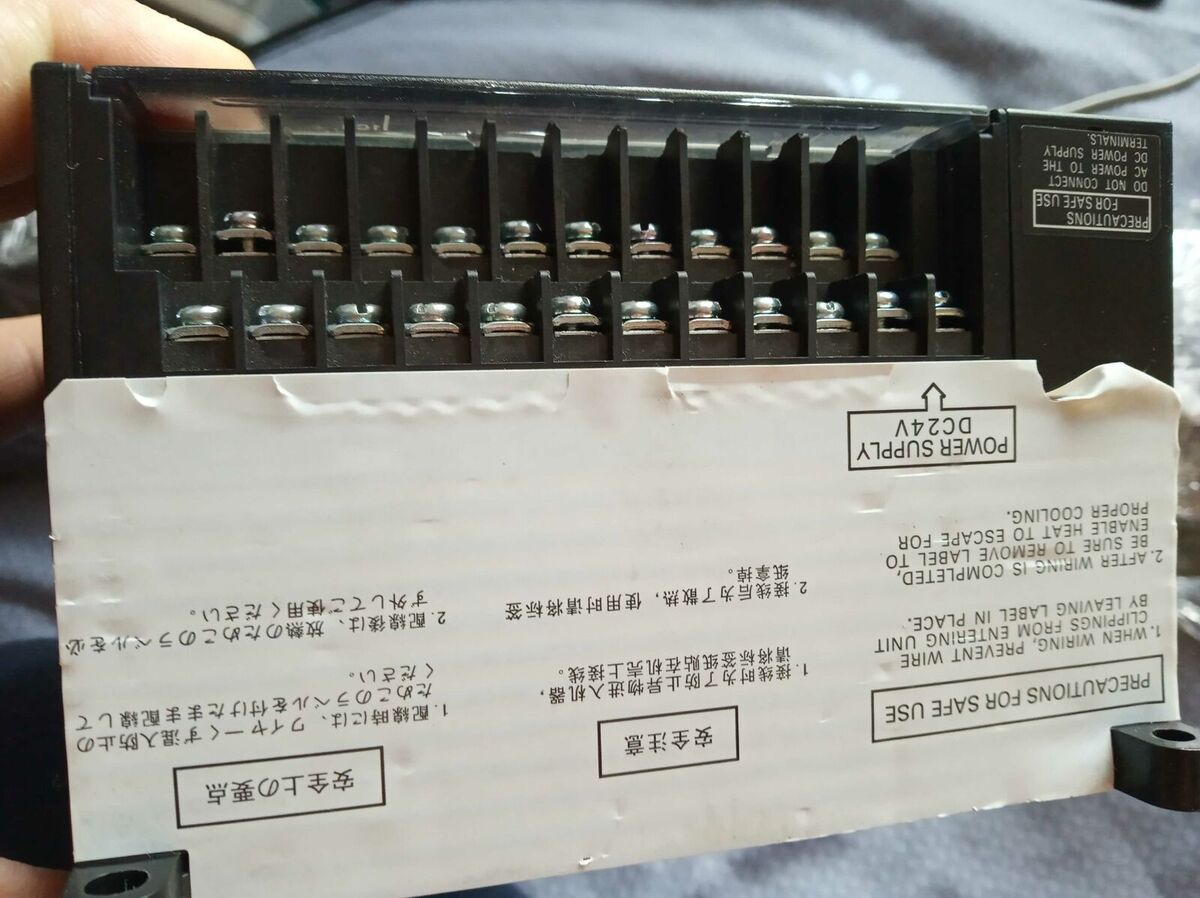 PRECAUTIONS FOR SAFE USE
1. WHEN WIRING, PREVENT WIRE
CLIPPINGS FROM ENTERING UNIT
BY LEAVING LABEL IN PLACE.
2. AFTER WIRING IS COMPLETED,
BE SURE TO REMOVE LABEL TO
ENABLE HEAT TO ESCAPE FOR
PROPER COOLING.
POWER SUPPLY
DC24V
安全注意
1. 接线时为了防止异物进入机器,
请将标签纸贴在机壳上接线。
2. 接线后为了散热, 使用时请将标签
纸拿掉。
安全上の要点
1. 配線時には、ワイヤーくず混入防止の
ためこのラベルを付けたまま配線して
ください。
2. 配線後は、放熱のためこのラベルを必
ず外してご使用ください。
PRECAUTIONS
FOR SAFE USE
DO NOT CONNECT
AC POWER TO THE
DC POWER SUPPLY
TERMINALS.